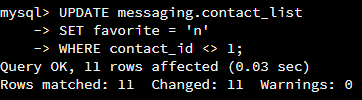 mysql> UPDATE messaging.contact_list
    -> SET favorite = 'n'
    -> WHERE contact_id <> 1;
Query OK, 11 rows affected (0.03 sec)
Rows matched: 11  Changed: 11  Warnings: 0